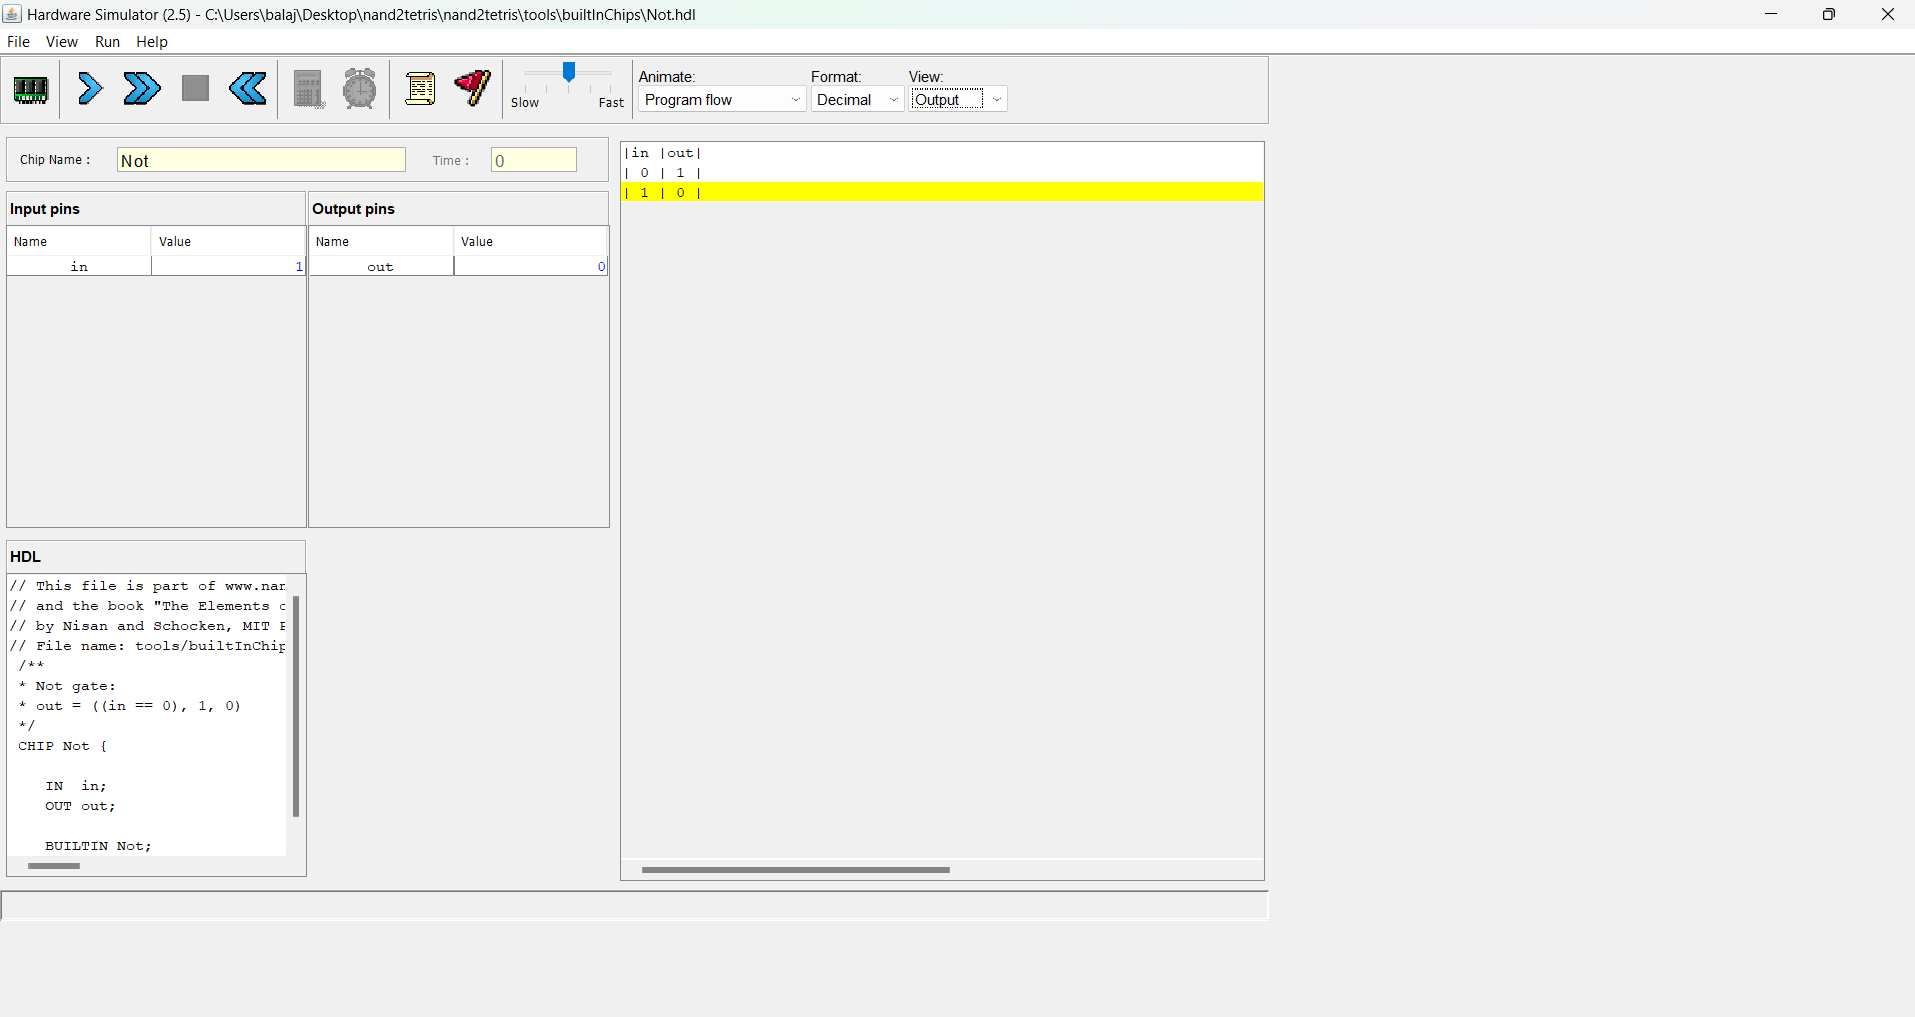 Hardware Simulator (2.5) - C:\Users\balaj\Desktop\nand2tetris\nand2tetris\tools\builtInChips\Not.hdl
File View Run Help
Animate: Format: View:
Slow Fast Program flow Decimal Output
Chip Name : Not Time : 0
Input pins Output pins
Name Value Name Value
in 1 out 0
|in |out|
| 0 | 1 |
| 1 | 0 |
HDL
// This file is part of www.nan
// and the book "The Elements o
// by Nisan and Schocken, MIT P
// File name: tools/builtInChip
/**
* Not gate:
* out = ((in == 0), 1, 0)
*/
CHIP Not {
IN in;
OUT out;
BUILTIN Not;